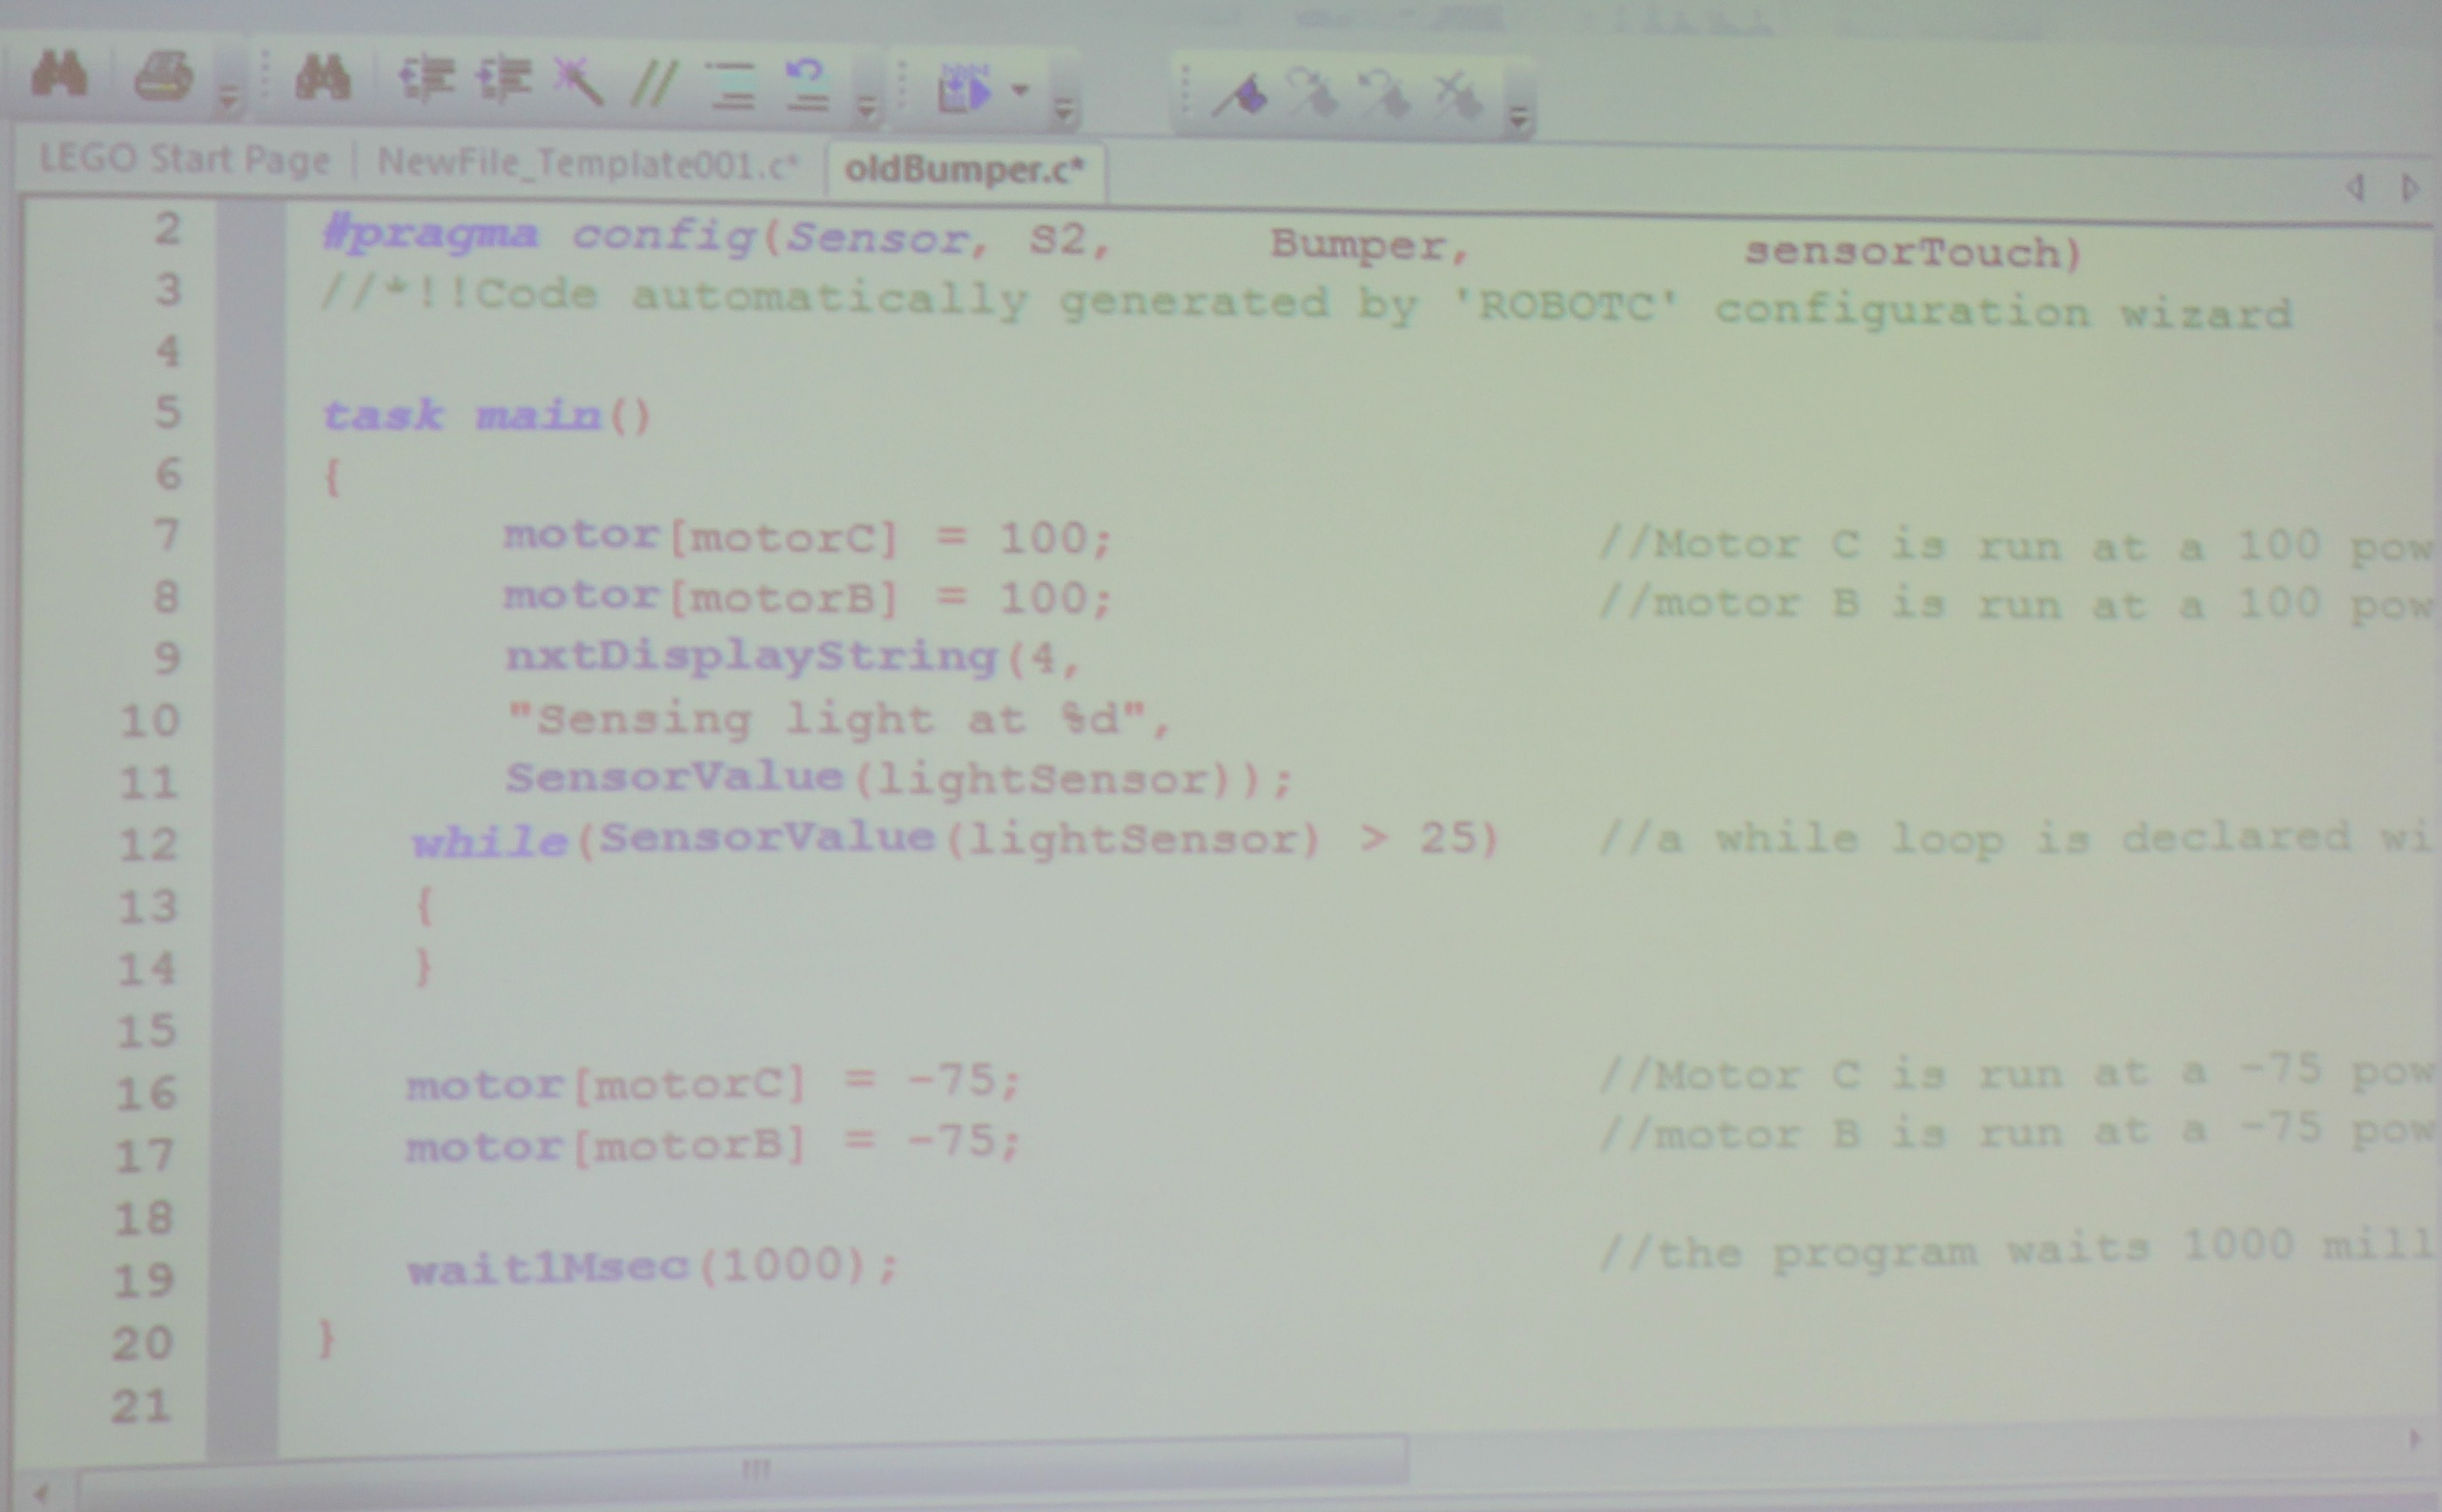 LEGO Start Page | NewFile_Template001.c* oldBumper.c*
2 #pragma config(Sensor, S2, Bumper, sensorTouch)
3 //*!!Code automatically generated by 'ROBOTC' configuration wizard
4
5 task main()
6 {
7 motor[motorC] = 100; //Motor C is run at a 100 pow
8 motor[motorB] = 100; //motor B is run at a 100 pow
9 nxtDisplayString(4,
10 "Sensing light at %d",
11 SensorValue(lightSensor));
12 while(SensorValue(lightSensor) > 25) //a while loop is declared wi
13 {
14 }
15
16 motor[motorC] = -75; //Motor C is run at a -75 pow
17 motor[motorB] = -75; //motor B is run at a -75 pow
18
19 wait1Msec(1000); //the program waits 1000 mill
20 }
21